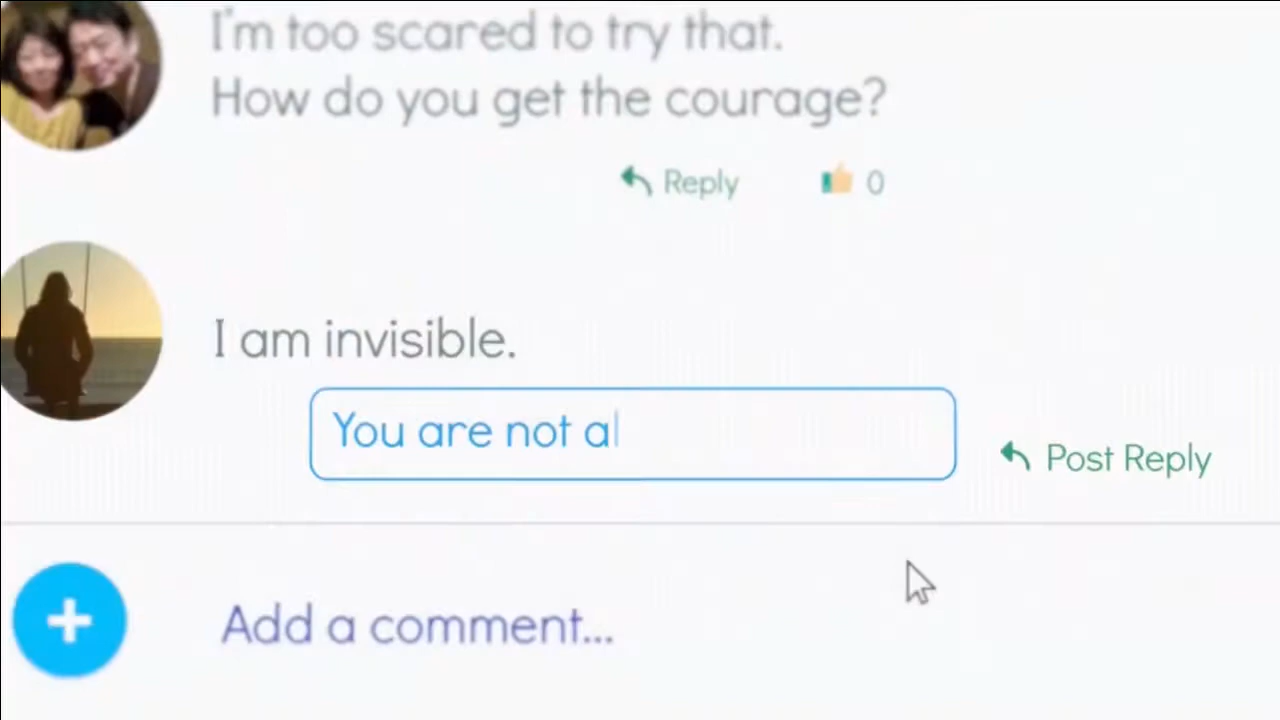 I'm too scared to try that.
How do you get the courage?
Reply 0
I am invisible.
You are not al
Post Reply
Add a comment...